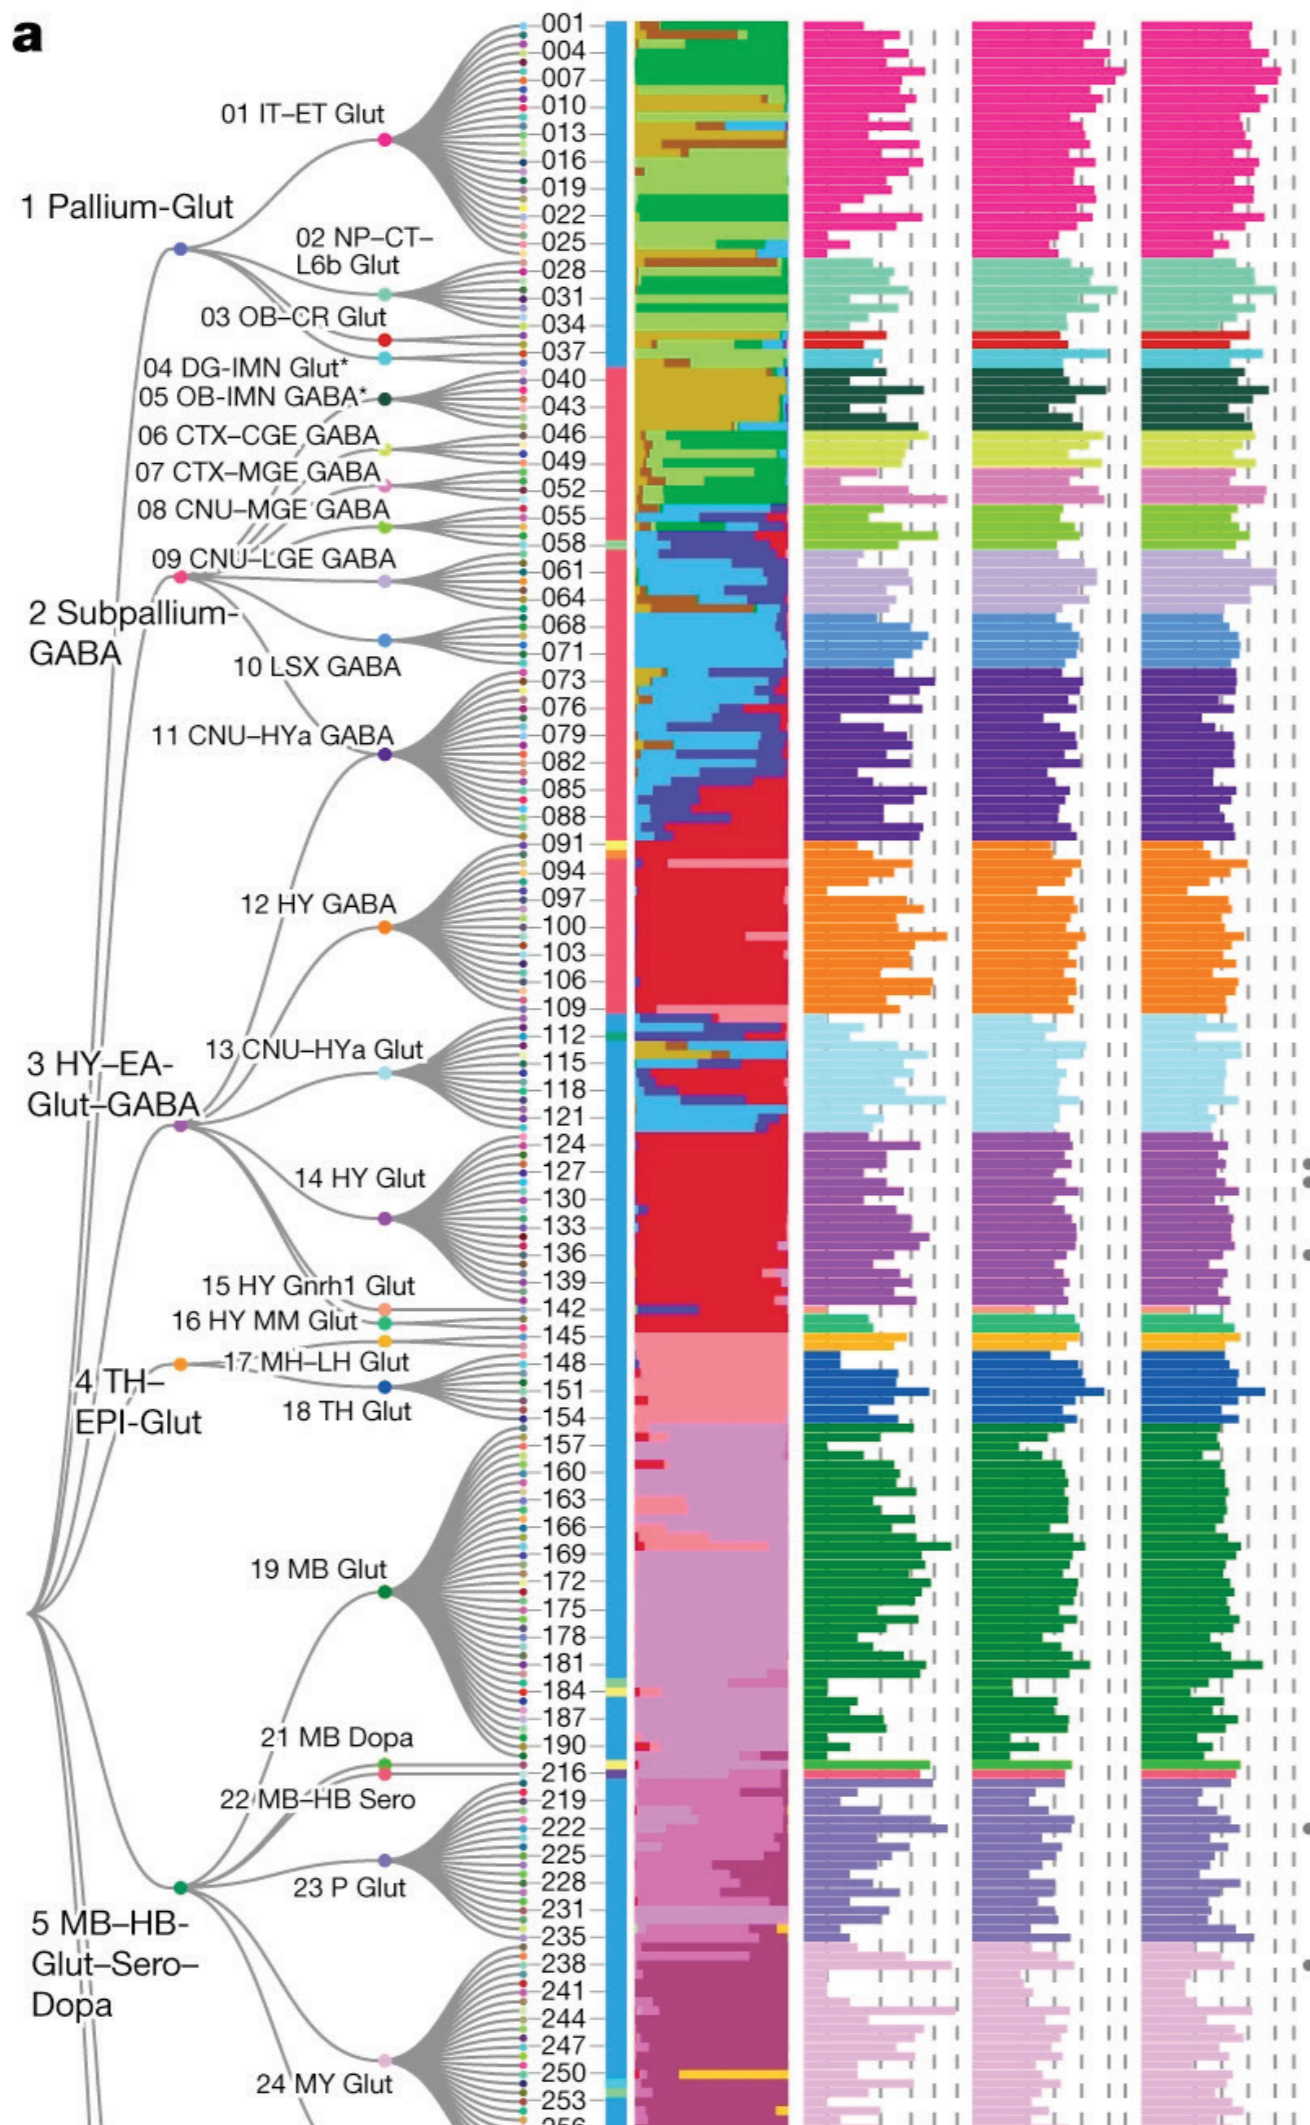 a
001
004
007
010
01 IT–ET Glut
013
016
019
1 Pallium-Glut
022
02 NP–CT–
L6b Glut
025
028
031
03 OB–CR Glut
034
037
04 DG-IMN Glut*
040
05 OB-IMN GABA*
043
06 CTX–CGE GABA
046
049
07 CTX–MGE GABA
052
08 CNU–MGE GABA
055
058
09 CNU–LGE GABA
061
064
2 Subpallium-
GABA
068
071
10 LSX GABA
073
076
11 CNU–HYa GABA
079
082
085
088
091
094
12 HY GABA
097
100
103
106
109
112
13 CNU–HYa Glut
3 HY–EA-
Glut–GABA
115
118
121
124
14 HY Glut
127
130
133
136
15 HY Gnrh1 Glut
139
16 HY MM Glut
142
145
17 MH–LH Glut
148
4 TH–
EPI-Glut
151
18 TH Glut
154
157
160
163
166
19 MB Glut
169
172
175
178
181
184
187
21 MB Dopa
190
216
22 MB–HB Sero
219
222
225
23 P Glut
228
231
5 MB–HB-
Glut–Sero–
Dopa
235
238
241
244
247
24 MY Glut
250
253
256